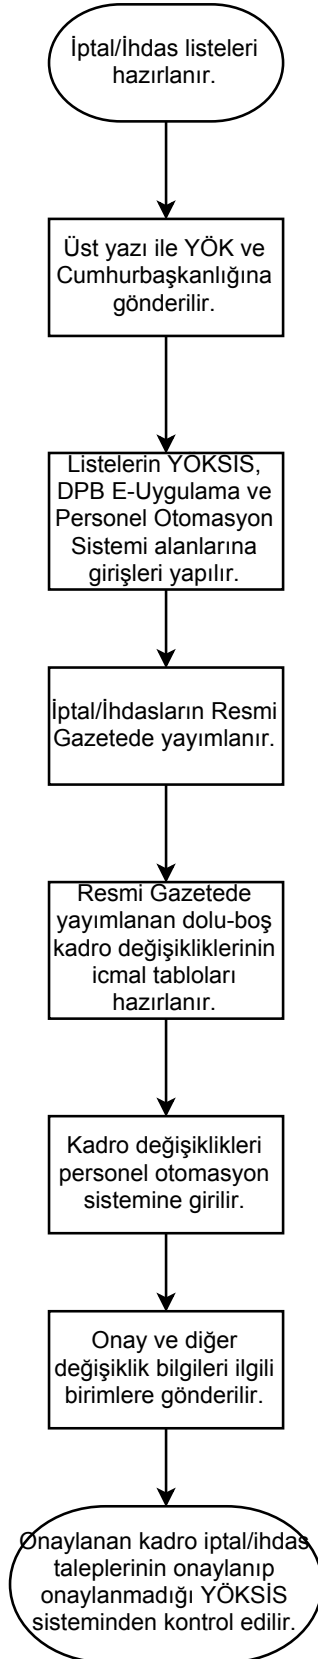 İptal/İhdas listeleri
hazırlanır.
Üst yazı ile YÖK ve
Cumhurbaşkanlığına
gönderilir.
Listelerin YÖKSİS,
DPB E-Uygulama ve
Personel Otomasyon
Sistemi alanlarına
girişleri yapılır.
İptal/İhdasların Resmi
Gazetede yayımlanır.
Resmi Gazetede
yayımlanan dolu-boş
kadro değişikliklerinin
icmal tabloları
hazırlanır.
Kadro değişiklikleri
personel otomasyon
sistemine girilir.
Onay ve diğer
değişiklik bilgileri ilgili
birimlere gönderilir.
Onaylanan kadro iptal/ihdas
taleplerinin onaylanıp
onaylanmadığı YÖKSİS
sisteminden kontrol edilir.